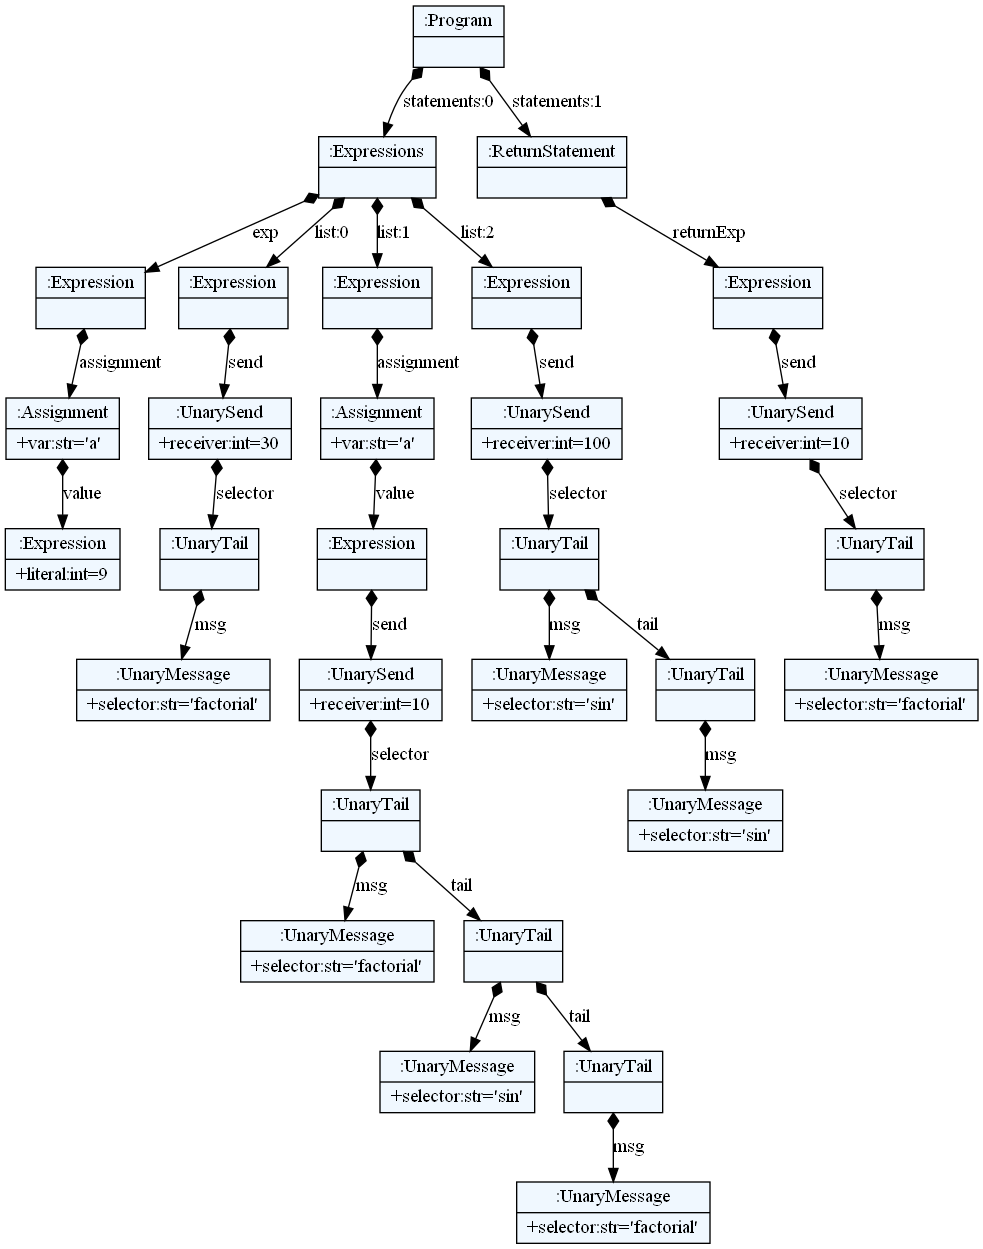 :Program
statements:0
statements:1
:Expressions
:ReturnStatement
exp
list:0
list:1
list:2
returnExp
:Expression
:Expression
:Expression
:Expression
:Expression
assignment
send
assignment
send
send
:Assignment
+var:str='a'
:UnarySend
+receiver:int=30
:Assignment
+var:str='a'
:UnarySend
+receiver:int=100
:UnarySend
+receiver:int=10
value
selector
value
selector
selector
:Expression
+literal:int=9
:UnaryTail
:Expression
:UnaryTail
:UnaryTail
msg
send
msg
tail
msg
:UnaryMessage
+selector:str='factorial'
:UnarySend
+receiver:int=10
:UnaryMessage
+selector:str='sin'
:UnaryTail
:UnaryMessage
+selector:str='factorial'
selector
msg
:UnaryTail
:UnaryMessage
+selector:str='sin'
msg
tail
:UnaryMessage
+selector:str='factorial'
:UnaryTail
msg
tail
:UnaryMessage
+selector:str='sin'
:UnaryTail
msg
:UnaryMessage
+selector:str='factorial'